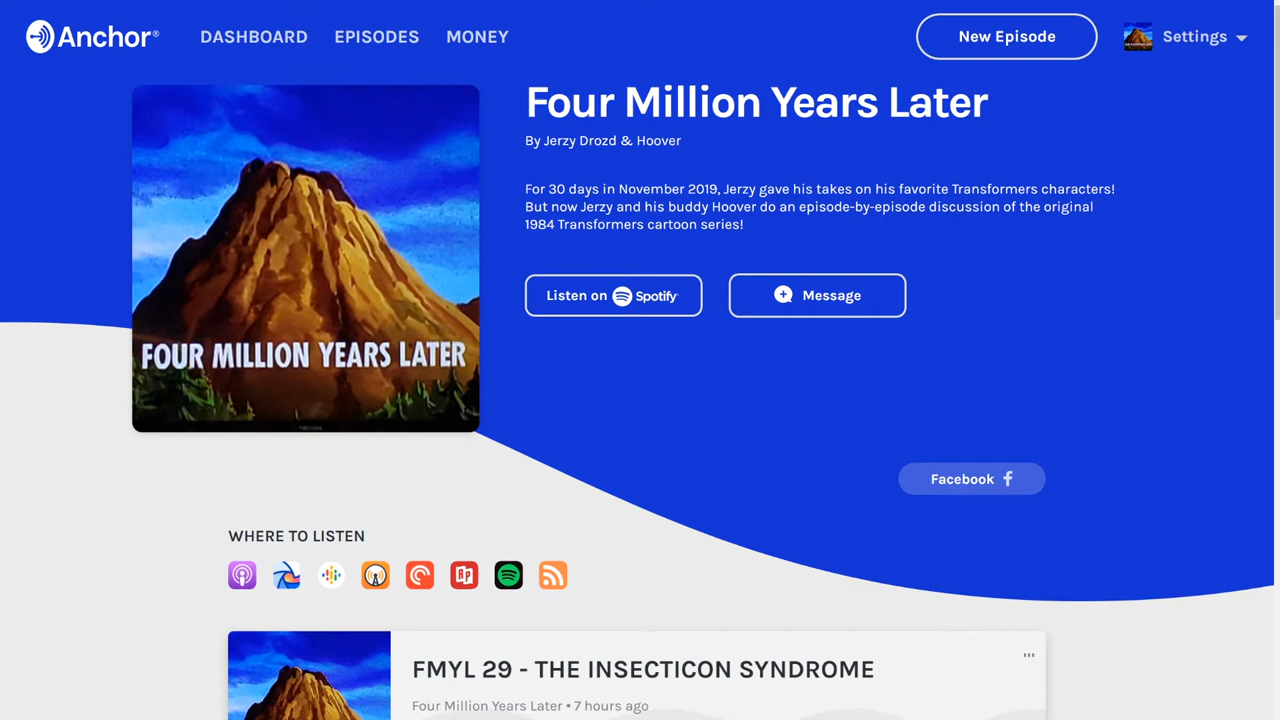 Anchor®
DASHBOARD EPISODES MONEY
New Episode
Settings
FOUR MILLION YEARS LATER
Four Million Years Later
By Jerzy Drozd & Hoover
For 30 days in November 2019, Jerzy gave his takes on his favorite Transformers characters!
But now Jerzy and his buddy Hoover do an episode-by-episode discussion of the original
1984 Transformers cartoon series!
Listen on Spotify
Message
Facebook
WHERE TO LISTEN
FMYL 29 - THE INSECTICON SYNDROME
Four Million Years Later • 7 hours ago